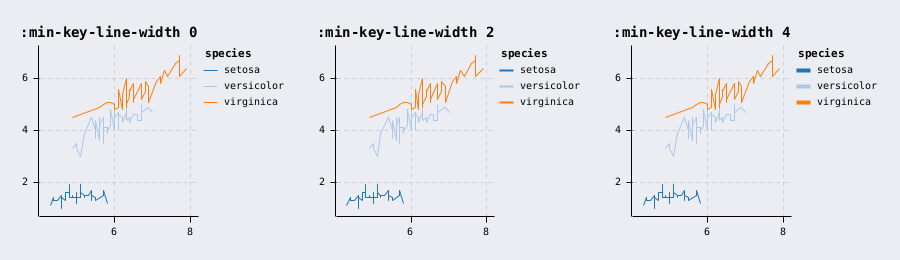 :min-key-line-width 0
species
setosa
versicolor
virginica
6
4
2
6
8
:min-key-line-width 2
species
setosa
versicolor
virginica
6
4
2
6
8
:min-key-line-width 4
species
setosa
versicolor
virginica
6
4
2
6
8